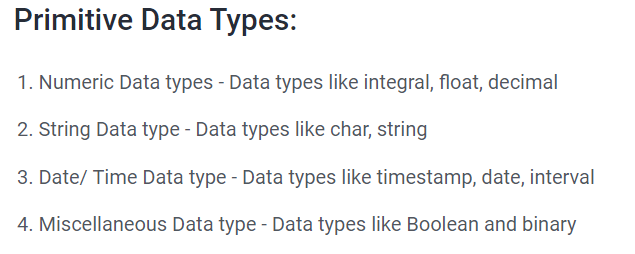 Primitive Data Types:
1. Numeric Data types - Data types like integral, float, decimal
2. String Data type - Data types like char, string
3. Date/ Time Data type - Data types like timestamp, date, interval
4. Miscellaneous Data type - Data types like Boolean and binary